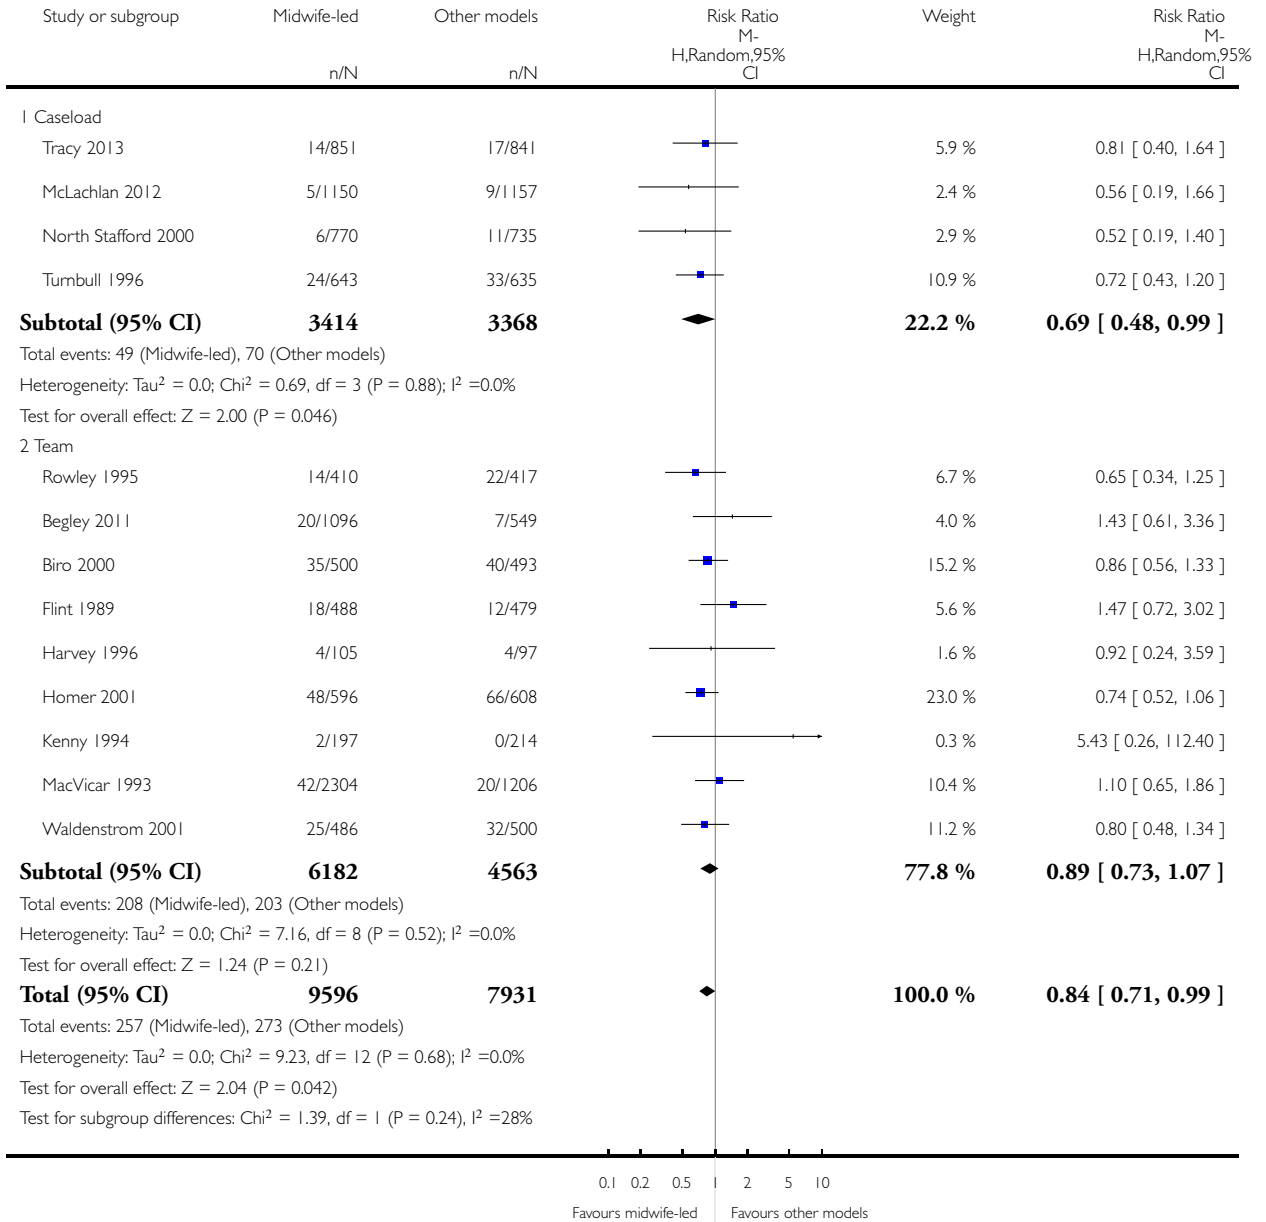 Study or subgroup Midwife-led Other models Risk Ratio Weight Risk Ratio
M- M-
H,Random,95% H,Random,95%
n/N n/N CI CI
1 Caseload
Tracy 2013 14/851 17/841 5.9 % 0.81 [ 0.40, 1.64 ]
McLachlan 2012 5/1150 9/1157 2.4 % 0.56 [ 0.19, 1.66 ]
North Stafford 2000 6/770 11/735 2.9 % 0.52 [ 0.19, 1.40 ]
Turnbull 1996 24/643 33/635 10.9 % 0.72 [ 0.43, 1.20 ]
Subtotal (95% CI) 3414 3368 22.2 % 0.69 [ 0.48, 0.99 ]
Total events: 49 (Midwife-led), 70 (Other models)
Heterogeneity: Tau² = 0.0; Chi² = 0.69, df = 3 (P = 0.88); I² =0.0%
Test for overall effect: Z = 2.00 (P = 0.046)
2 Team
Rowley 1995 14/410 22/417 6.7 % 0.65 [ 0.34, 1.25 ]
Begley 2011 20/1096 7/549 4.0 % 1.43 [ 0.61, 3.36 ]
Biro 2000 35/500 40/493 15.2 % 0.86 [ 0.56, 1.33 ]
Flint 1989 18/488 12/479 5.6 % 1.47 [ 0.72, 3.02 ]
Harvey 1996 4/105 4/97 1.6 % 0.92 [ 0.24, 3.59 ]
Homer 2001 48/596 66/608 23.0 % 0.74 [ 0.52, 1.06 ]
Kenny 1994 2/197 0/214 0.3 % 5.43 [ 0.26, 112.40 ]
MacVicar 1993 42/2304 20/1206 10.4 % 1.10 [ 0.65, 1.86 ]
Waldenstrom 2001 25/486 32/500 11.2 % 0.80 [ 0.48, 1.34 ]
Subtotal (95% CI) 6182 4563 77.8 % 0.89 [ 0.73, 1.07 ]
Total events: 208 (Midwife-led), 203 (Other models)
Heterogeneity: Tau² = 0.0; Chi² = 7.16, df = 8 (P = 0.52); I² =0.0%
Test for overall effect: Z = 1.24 (P = 0.21)
Total (95% CI) 9596 7931 100.0 % 0.84 [ 0.71, 0.99 ]
Total events: 257 (Midwife-led), 273 (Other models)
Heterogeneity: Tau² = 0.0; Chi² = 9.23, df = 12 (P = 0.68); I² =0.0%
Test for overall effect: Z = 2.04 (P = 0.042)
Test for subgroup differences: Chi² = 1.39, df = 1 (P = 0.24), I² =28%
0.1 0.2 0.5 1 2 5 10
Favours midwife-led Favours other models